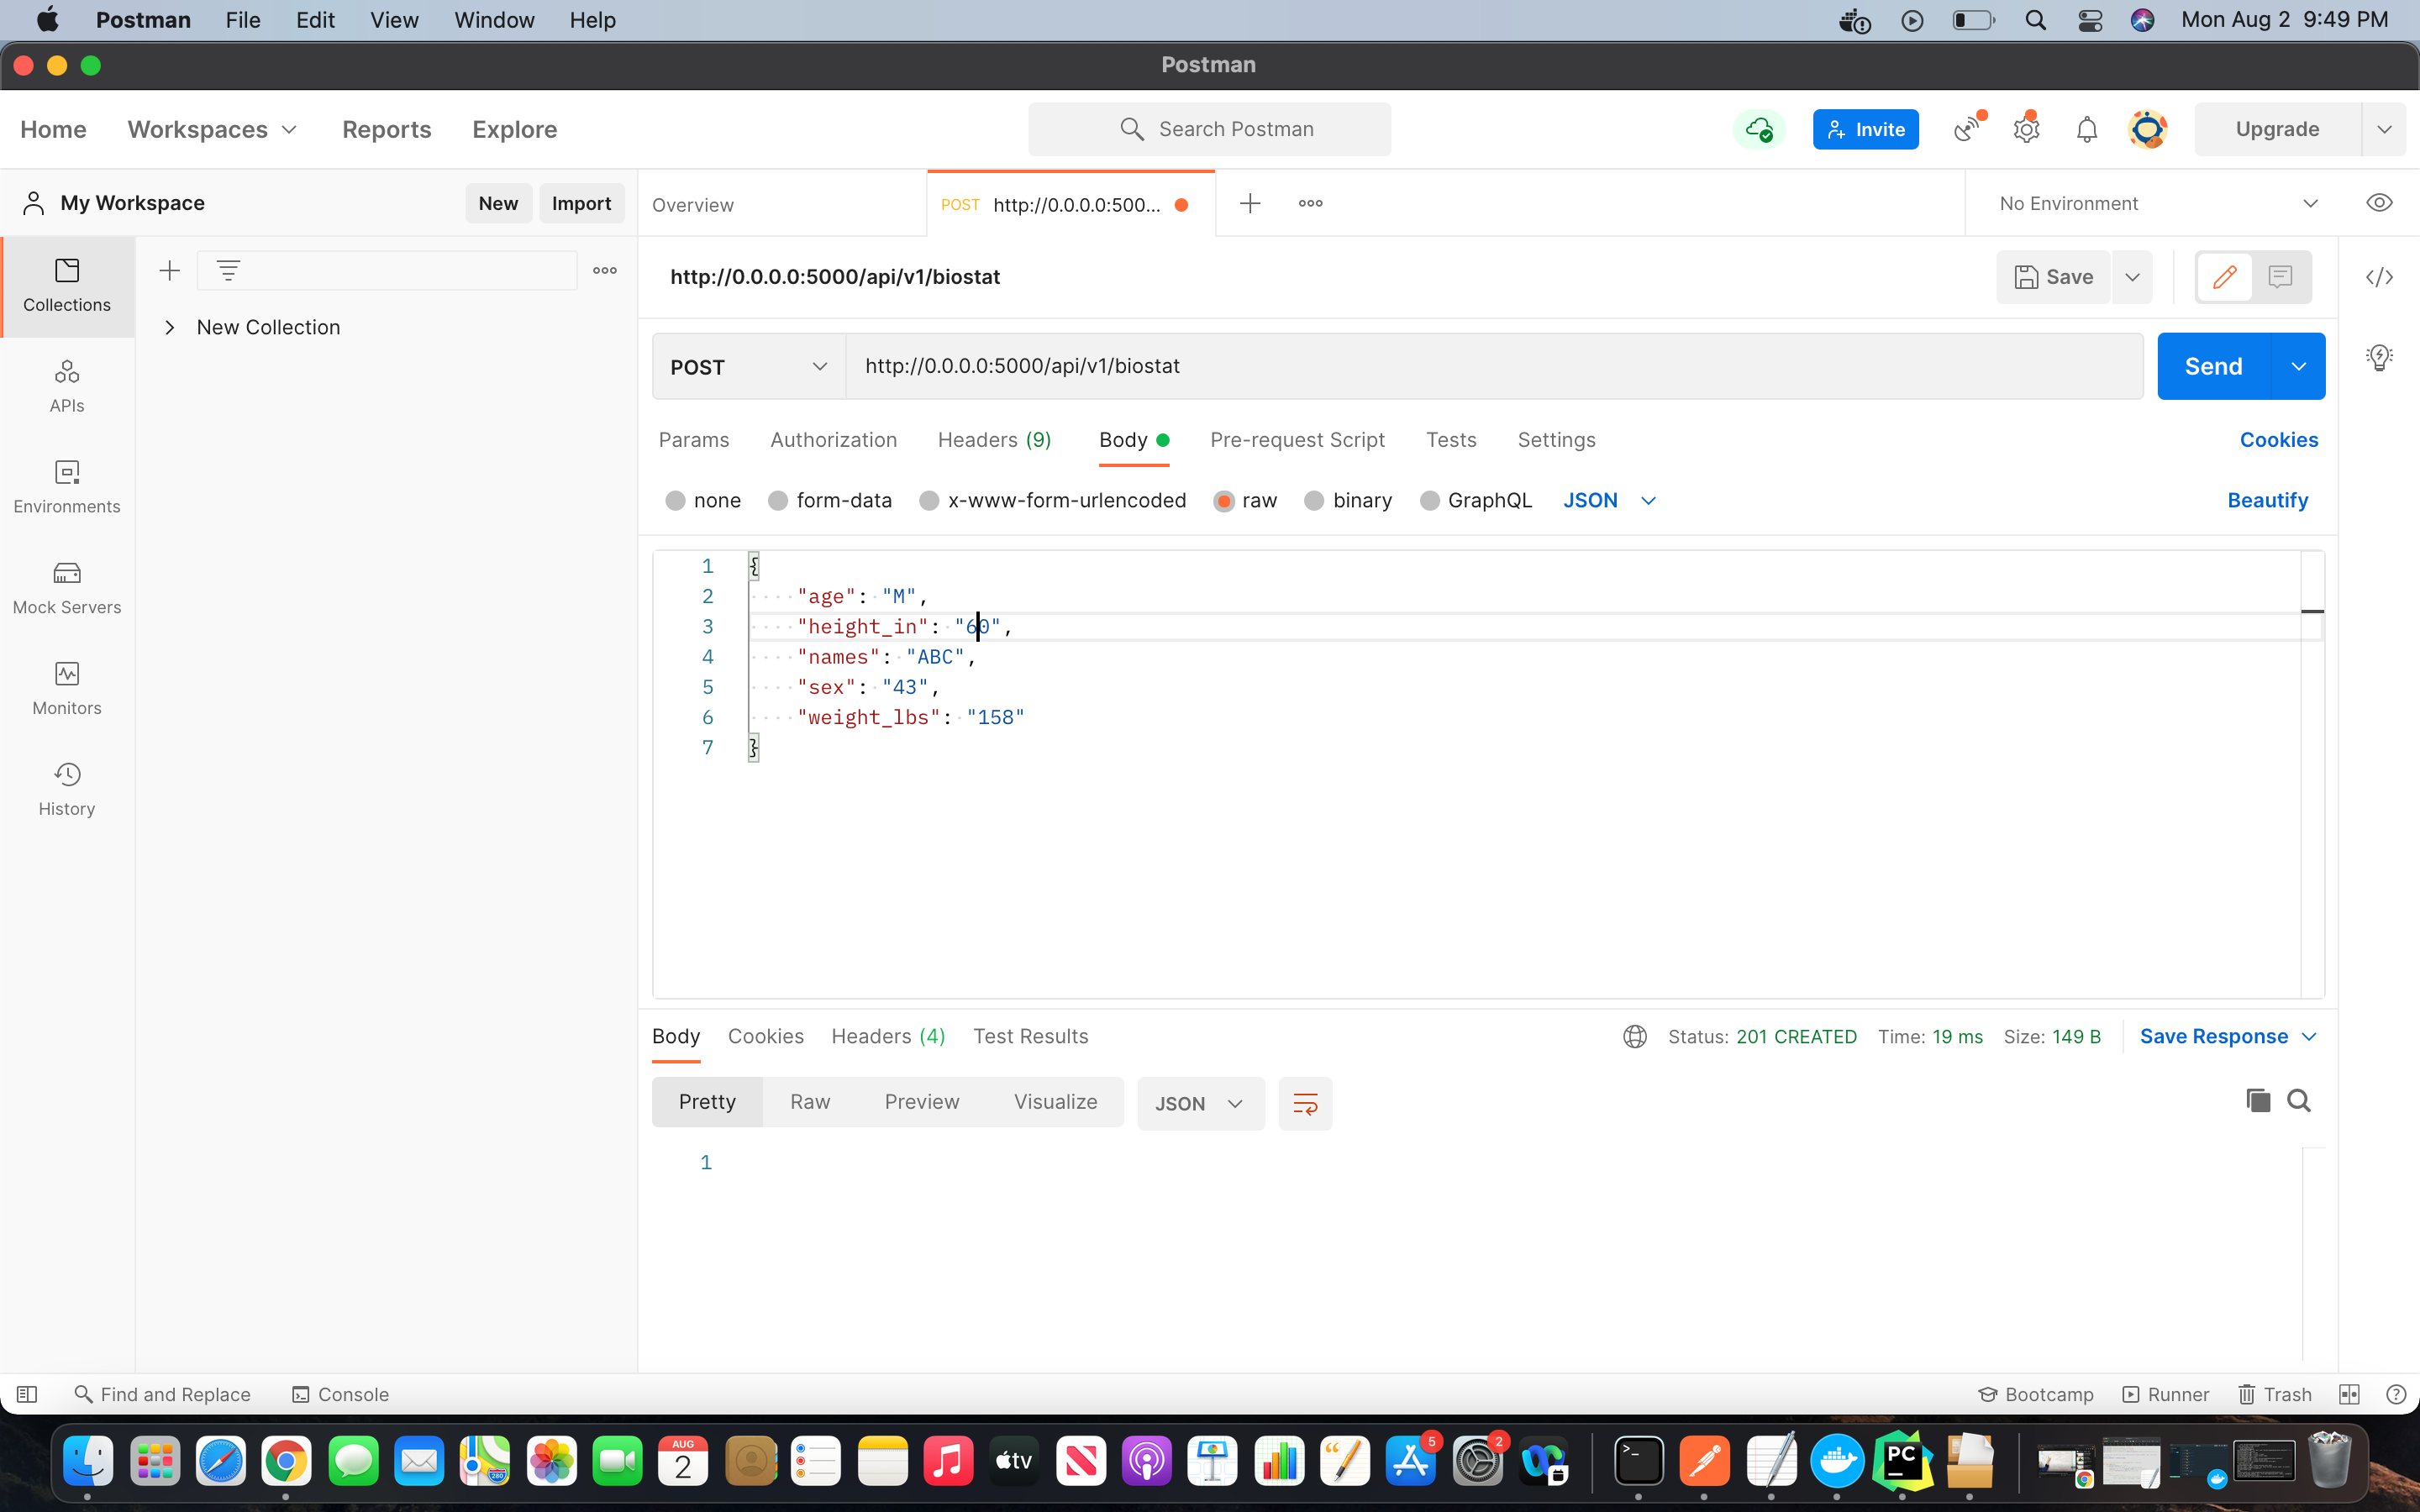 Postman File Edit View Window Help Mon Aug 2 9:49 PM
Postman
Home Workspaces Reports Explore Search Postman Invite Upgrade
My Workspace New Import Overview POST http://0.0.0.0:500... No Environment
Collections
http://0.0.0.0:5000/api/v1/biostat Save
New Collection
POST http://0.0.0.0:5000/api/v1/biostat Send
APIs
Params Authorization Headers (9) Body Pre-request Script Tests Settings Cookies
Environments
none form-data x-www-form-urlencoded raw binary GraphQL JSON Beautify
1 {
2 "age": "M",
3 "height_in": "60",
4 "names": "ABC",
5 "sex": "43",
6 "weight_lbs": "158"
7 }
Mock Servers
Monitors
History
Body Cookies Headers (4) Test Results Status: 201 CREATED Time: 19 ms Size: 149 B Save Response
Pretty Raw Preview Visualize JSON
1
Find and Replace Console Bootcamp Runner Trash
AUG
2
280
tv
5
2
>_
PC